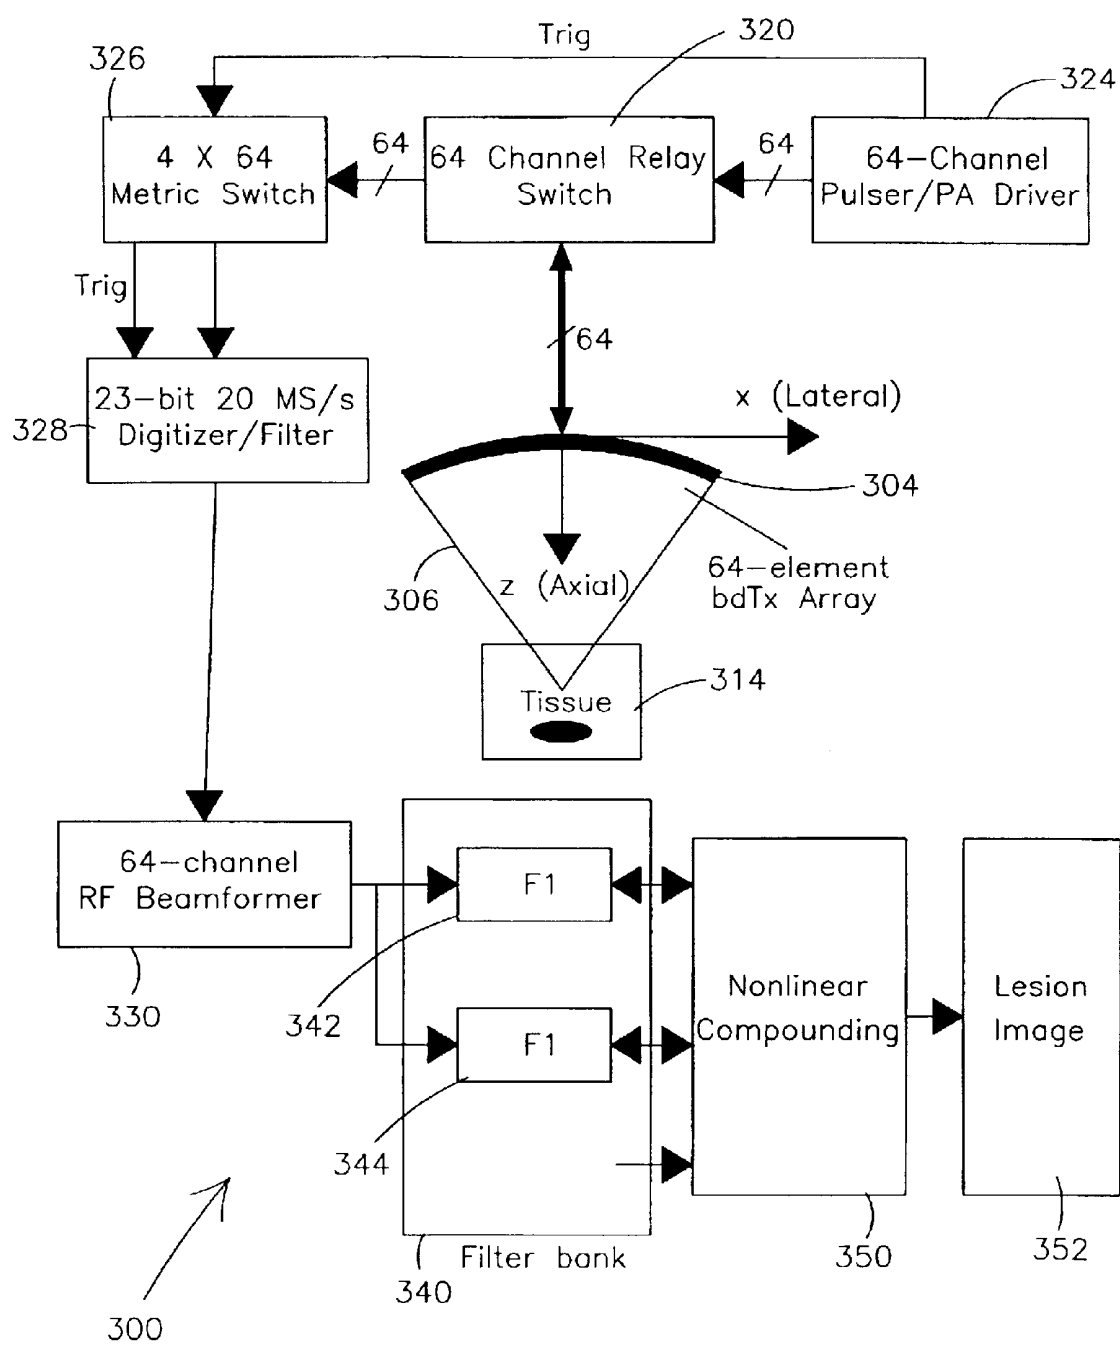 Trig
320
326
324
4 X 64
Metric Switch
64
64 Channel Relay
Switch
64
64-Channel
Pulser/PA Driver
Trig
64
23-bit 20 MS/s
Digitizer/Filter
328
x (Lateral)
304
306
z (Axial)
64-element
bdTx Array
314
Tissue
64-channel
RF Beamformer
330
F1
342
F1
344
Nonlinear
Compounding
Lesion
Image
350
352
Filter bank
340
300